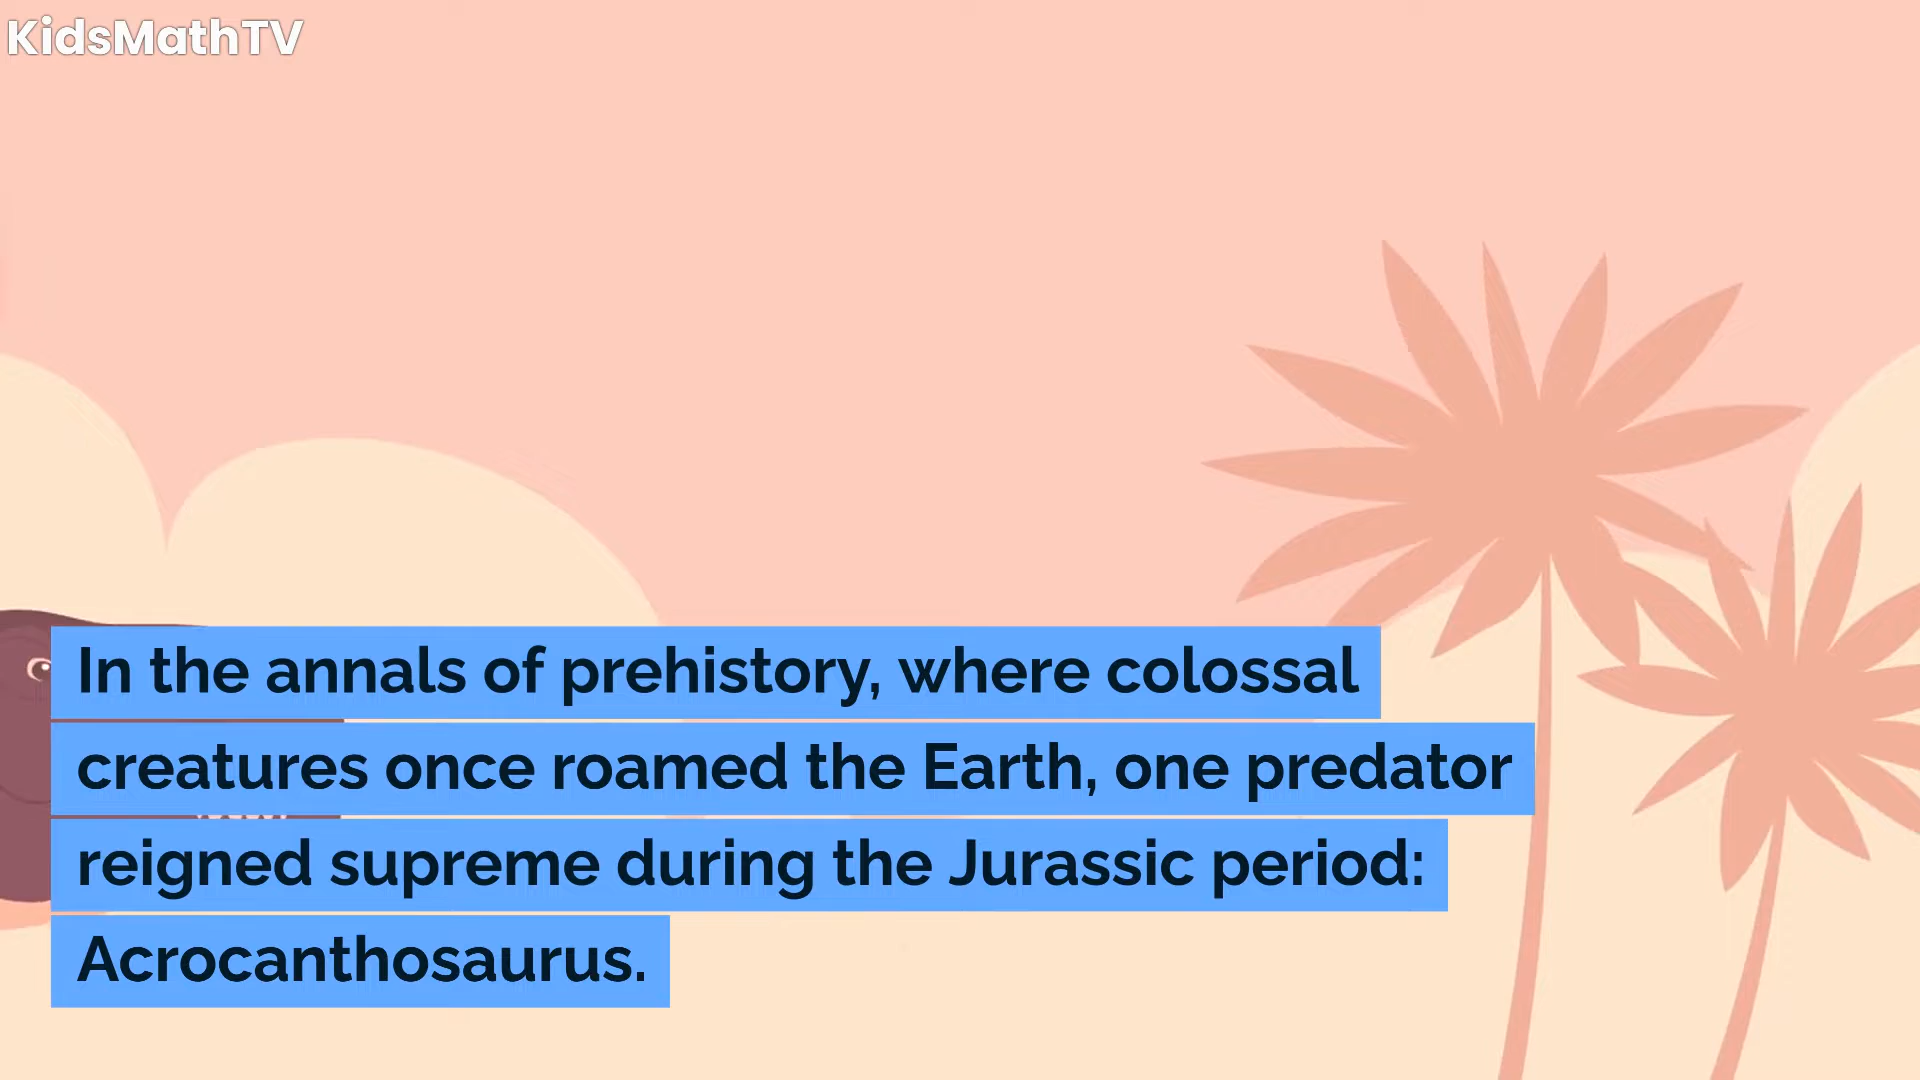 KidsMathTV
In the annals of prehistory, where colossal
creatures once roamed the Earth, one predator
reigned supreme during the Jurassic period:
Acrocanthosaurus.